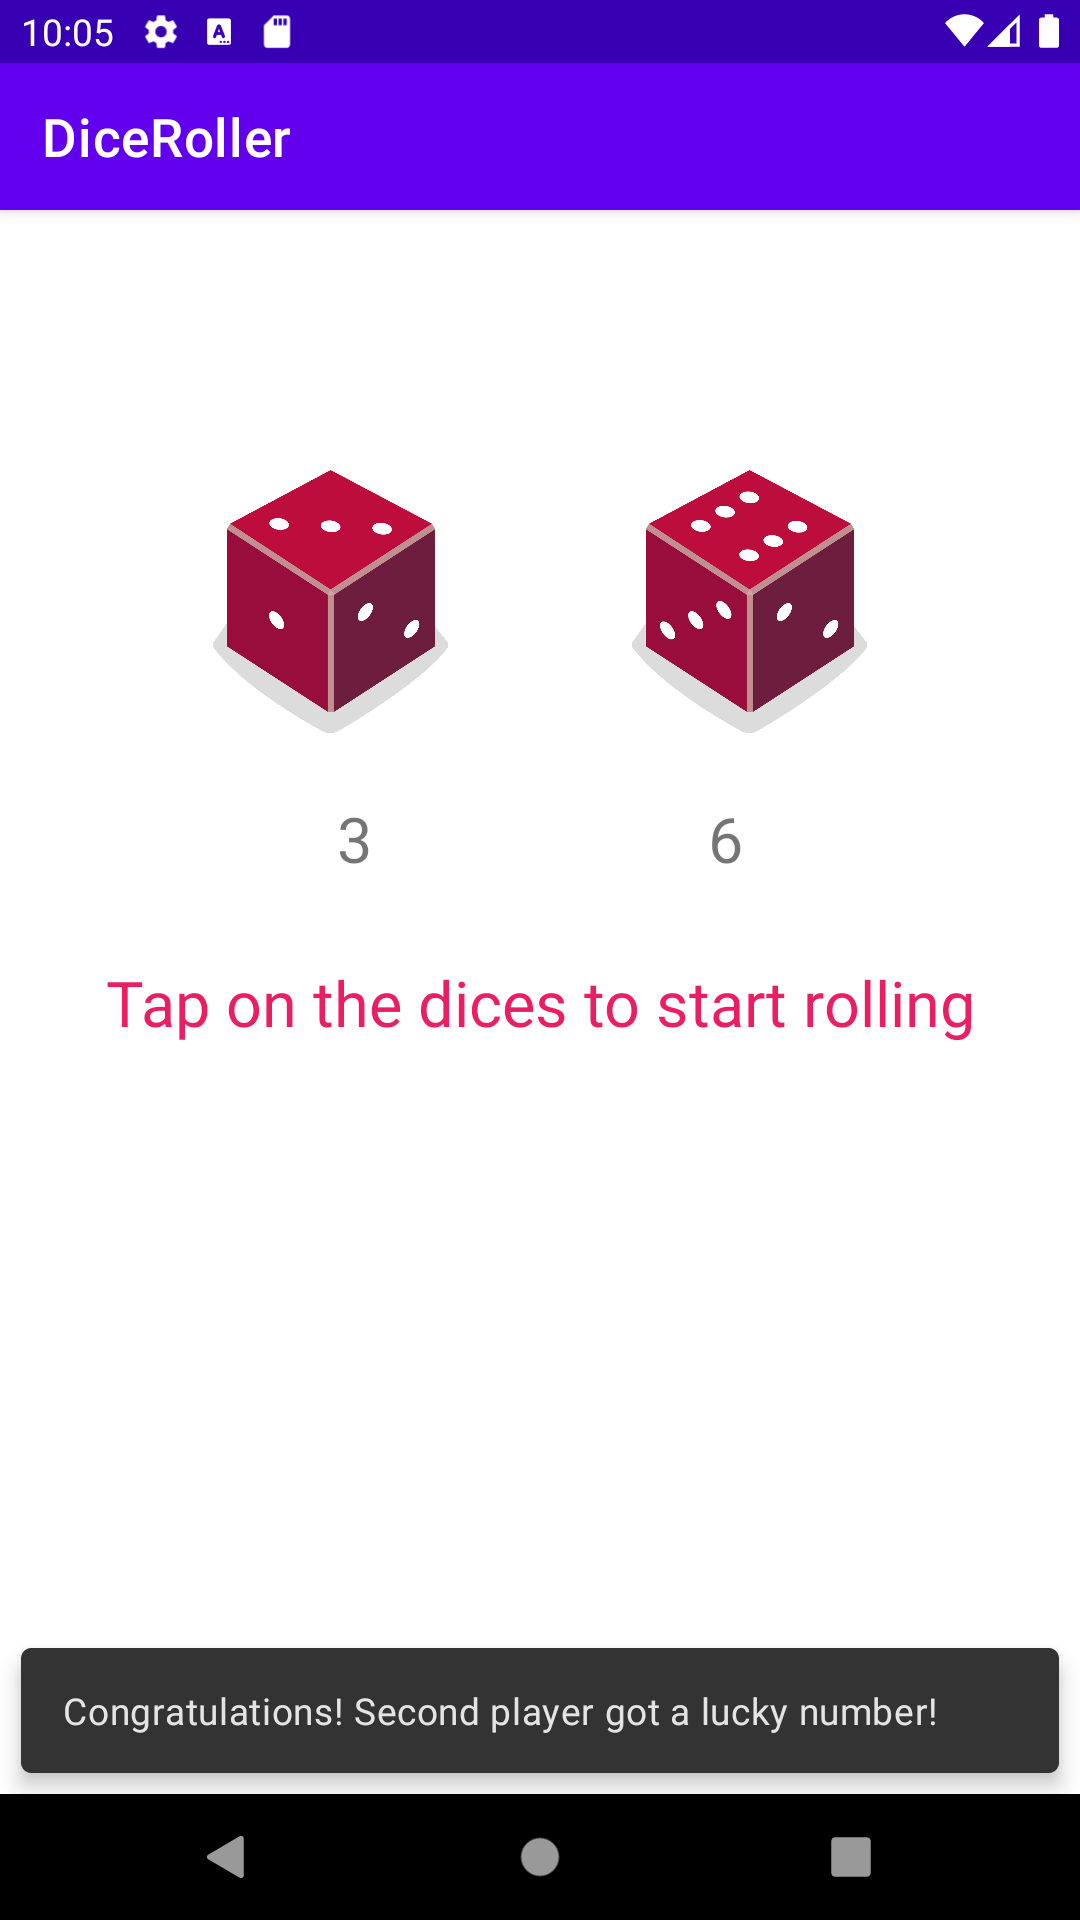 10:05
DiceRoller
3 6
Tap on the dices to start rolling
Congratulations! Second player got a lucky number!